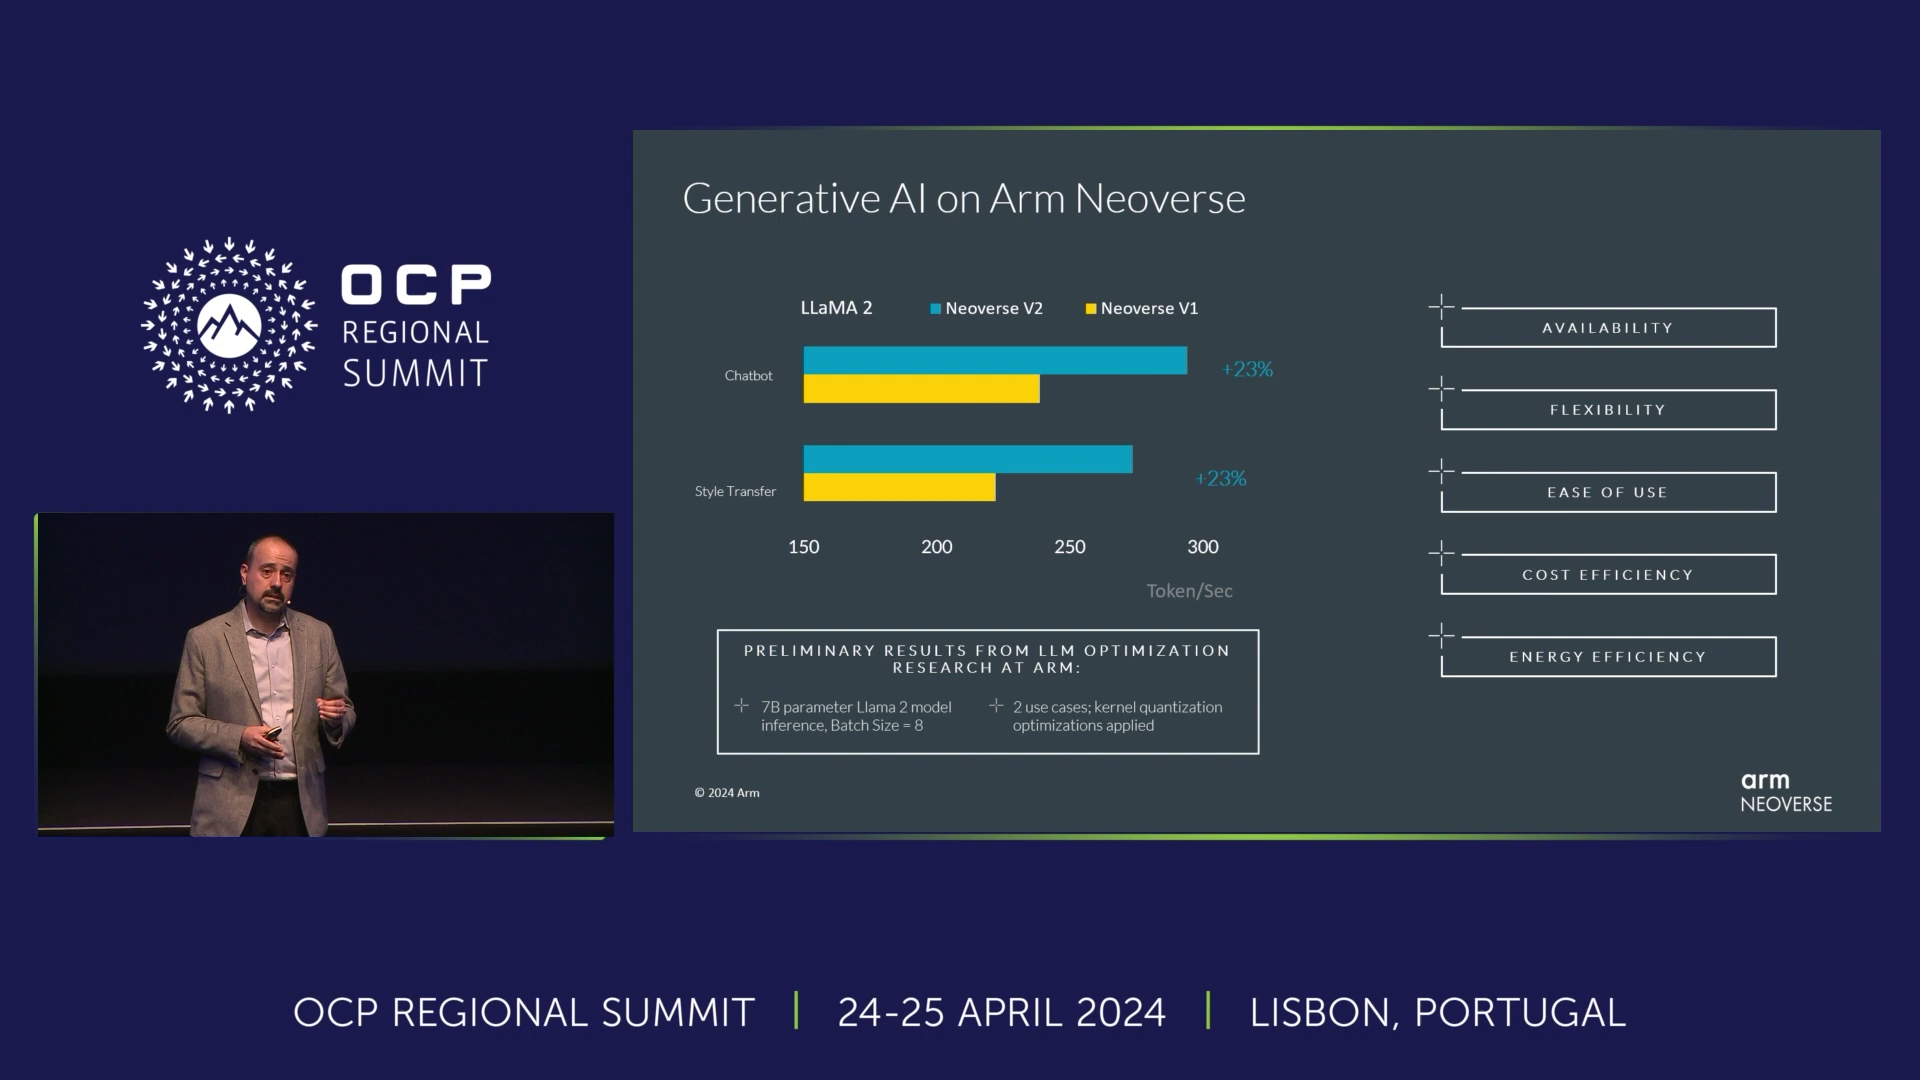 OCP
REGIONAL
SUMMIT
Generative AI on Arm Neoverse
LLaMA 2
Neoverse V2
Neoverse V1
Chatbot
+23%
Style Transfer
+23%
150 200 250 300
Token/Sec
PRELIMINARY RESULTS FROM LLM OPTIMIZATION
RESEARCH AT ARM:
7B parameter Llama 2 model
inference, Batch Size = 8
2 use cases; kernel quantization
optimizations applied
AVAILABILITY
FLEXIBILITY
EASE OF USE
COST EFFICIENCY
ENERGY EFFICIENCY
© 2024 Arm
arm
NEOVERSE
OCP REGIONAL SUMMIT | 24-25 APRIL 2024 | LISBON, PORTUGAL